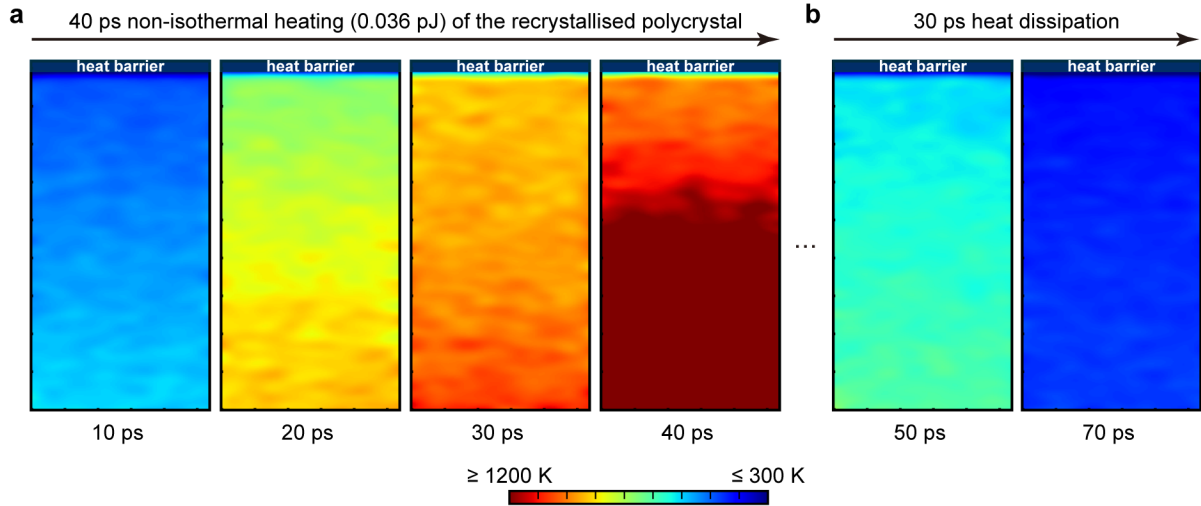 a
40 ps non-isothermal heating (0.036 pJ) of the recrystallised polycrystal
heat barrier
heat barrier
heat barrier
heat barrier
10 ps
20 ps
30 ps
40 ps
...
b
30 ps heat dissipation
heat barrier
heat barrier
50 ps
70 ps
≥ 1200 K
≤ 300 K